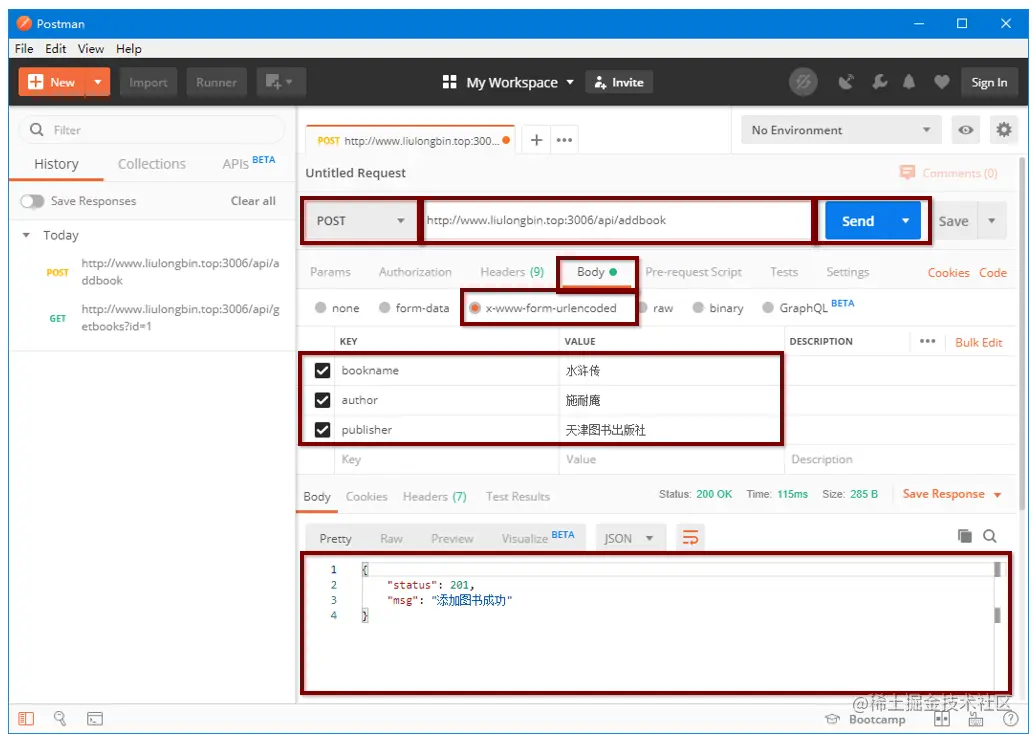 Postman
File Edit View Help
New Import Runner My Workspace Invite Sign In
Filter
POST http://www.liulongbin.top:300...
No Environment
History Collections APIs BETA
Untitled Request
Comments (0)
Save Responses Clear all
POST http://www.liulongbin.top:3006/api/addbook Send Save
Today
POST http://www.liulongbin.top:3006/api/a
ddbook
GET http://www.liulongbin.top:3006/api/g
etbooks?id=1
Params Authorization Headers (9) Body Pre-request Script Tests Settings Cookies Code
none form-data x-www-form-urlencoded raw binary GraphQL BETA
KEY VALUE DESCRIPTION Bulk Edit
bookname 水浒传
author 施耐庵
publisher 天津图书出版社
Key Value Description
Body Cookies Headers (7) Test Results Status: 200 OK Time: 115ms Size: 285 B Save Response
Pretty Raw Preview Visualize BETA JSON
1 {
2 "status": 201,
3 "msg": "添加图书成功"
4 }
@稀土掘金技术社区
Bootcamp